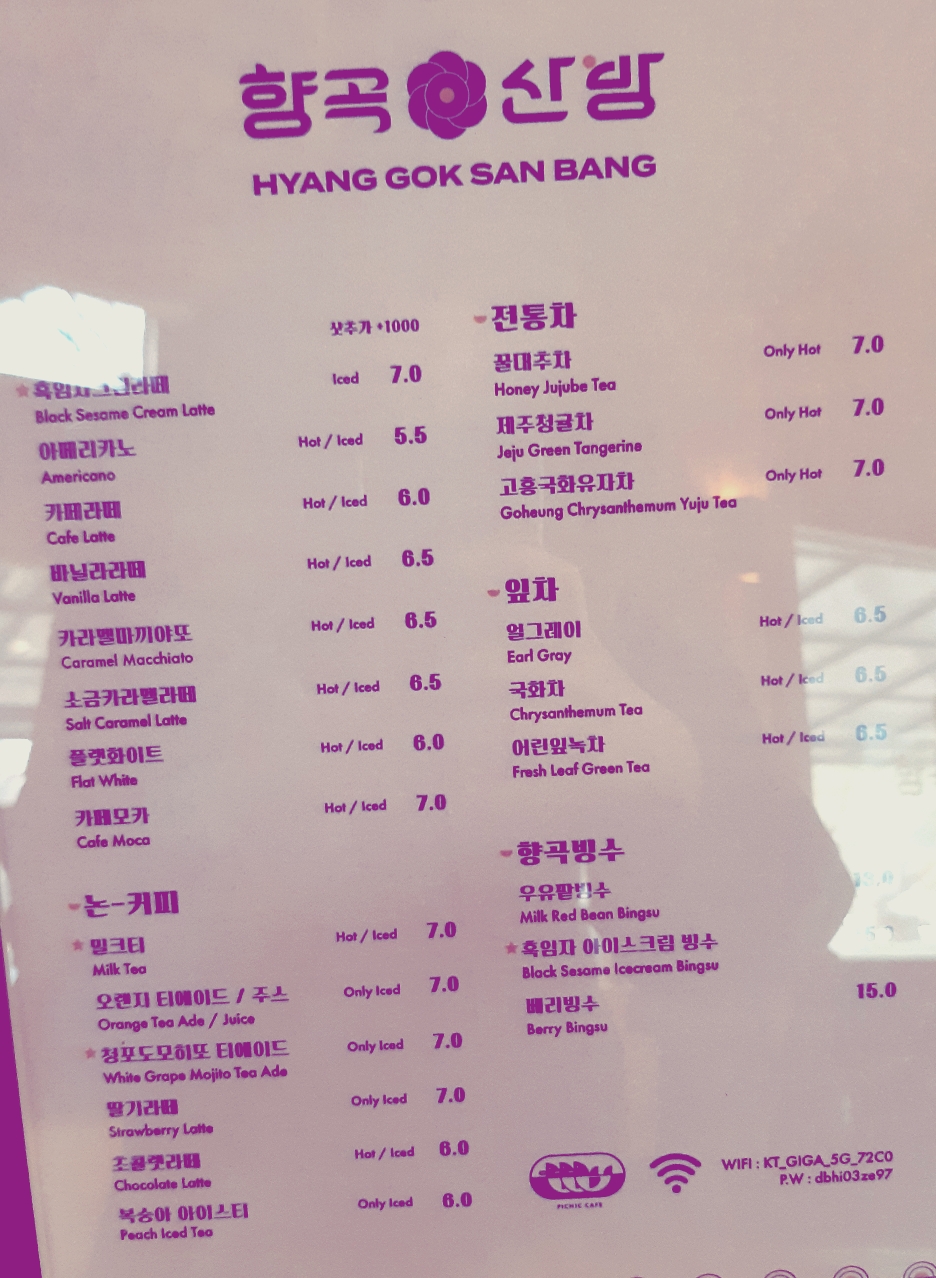 향곡 산방
HYANG GOK SAN BANG
샷추가 +1000
흑임자크림라떼 Iced 7.0
Black Sesame Cream Latte
아메리카노 Hot / Iced 5.5
Americano
카페라떼 Hot / Iced 6.0
Cafe Latte
바닐라라떼 Hot / Iced 6.5
Vanilla Latte
카라멜마끼야또 Hot / Iced 6.5
Caramel Macchiato
소금카라멜라떼 Hot / Iced 6.5
Salt Caramel Latte
플랫화이트 Hot / Iced 6.0
Flat White
카페모카 Hot / Iced 7.0
Cafe Moca
논-커피
밀크티 Hot / Iced 7.0
Milk Tea
오렌지 티에이드 / 주스 Only Iced 7.0
Orange Tea Ade / Juice
청포도모히또 티에이드 Only Iced 7.0
White Grape Mojito Tea Ade
딸기라떼 Only Iced 7.0
Strawberry Latte
초콜렛라떼 Hot / Iced 6.0
Chocolate Latte
복숭아 아이스티 Only Iced 6.0
Peach Iced Tea
전통차
꿀대추차 Only Hot 7.0
Honey Jujube Tea
제주청귤차 Only Hot 7.0
Jeju Green Tangerine
고흥국화유자차 Only Hot 7.0
Goheung Chrysanthemum Yuju Tea
잎차
얼그레이 Hot / Iced 6.5
Earl Gray
국화차 Hot / Iced 6.5
Chrysanthemum Tea
어린잎녹차 Hot / Iced 6.5
Fresh Leaf Green Tea
향곡빙수
우유팥빙수
Milk Red Bean Bingsu
흑임자 아이스크림 빙수
Black Sesame Icecream Bingsu
베리빙수 15.0
Berry Bingsu
PICNIC CAFE
WIFI : KT_GIGA_5G_72C0
P.W : dbhi03ze97